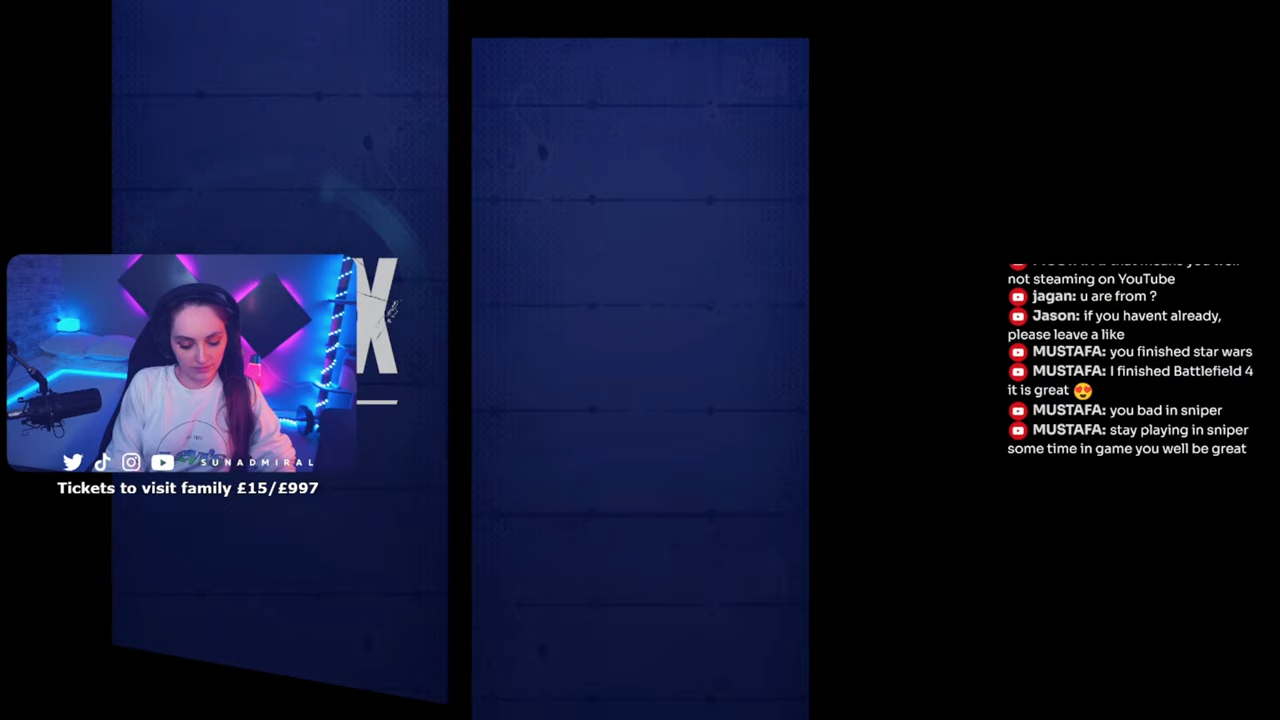 X
SUNADMIRAL
Tickets to visit family £15/£997
not steaming on YouTube
jagan: u are from ?
Jason: if you havent already,
please leave a like
MUSTAFA: you finished star wars
MUSTAFA: I finished Battlefield 4
it is great 😍
MUSTAFA: you bad in sniper
MUSTAFA: stay playing in sniper
some time in game you well be great